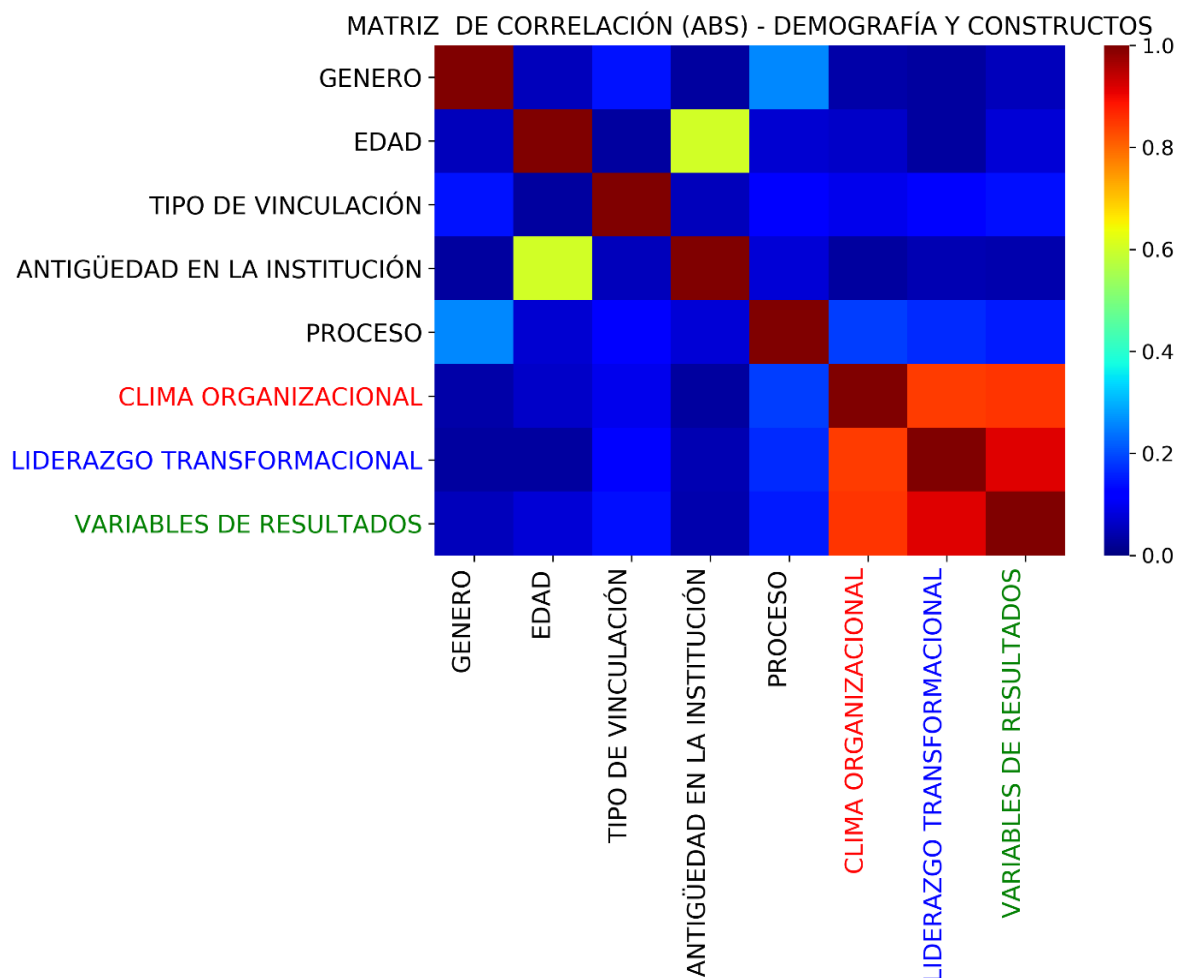 MATRIZ  DE CORRELACIÓN (ABS) - DEMOGRAFÍA Y CONSTRUCTOS
GENERO
EDAD
TIPO DE VINCULACIÓN
ANTIGÜEDAD EN LA INSTITUCIÓN
PROCESO
CLIMA ORGANIZACIONAL
LIDERAZGO TRANSFORMACIONAL
VARIABLES DE RESULTADOS
1.0
0.8
0.6
0.4
0.2
0.0
GENERO
EDAD
TIPO DE VINCULACIÓN
ANTIGÜEDAD EN LA INSTITUCIÓN
PROCESO
CLIMA ORGANIZACIONAL
LIDERAZGO TRANSFORMACIONAL
VARIABLES DE RESULTADOS